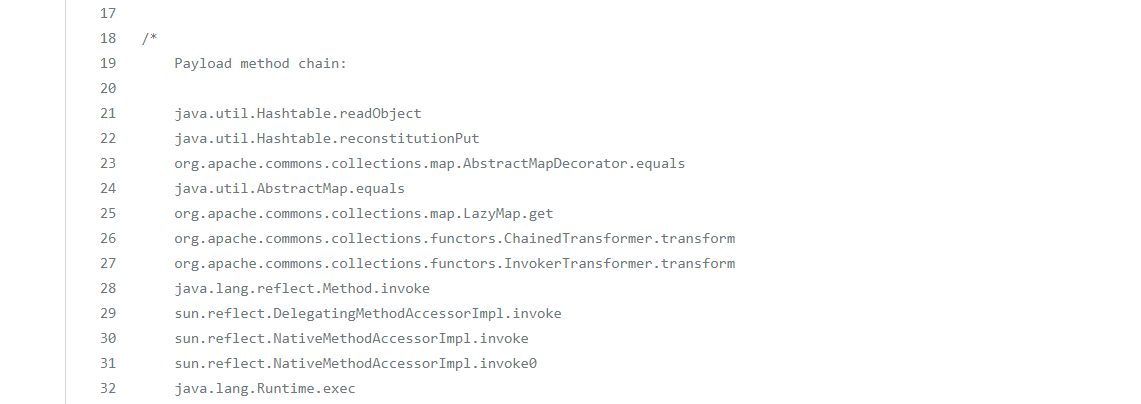 17
18 /*
19 Payload method chain:
20
21 java.util.Hashtable.readObject
22 java.util.Hashtable.reconstitutionPut
23 org.apache.commons.collections.map.AbstractMapDecorator.equals
24 java.util.AbstractMap.equals
25 org.apache.commons.collections.map.LazyMap.get
26 org.apache.commons.collections.functors.ChainedTransformer.transform
27 org.apache.commons.collections.functors.InvokerTransformer.transform
28 java.lang.reflect.Method.invoke
29 sun.reflect.DelegatingMethodAccessorImpl.invoke
30 sun.reflect.NativeMethodAccessorImpl.invoke
31 sun.reflect.NativeMethodAccessorImpl.invoke0
32 java.lang.Runtime.exec